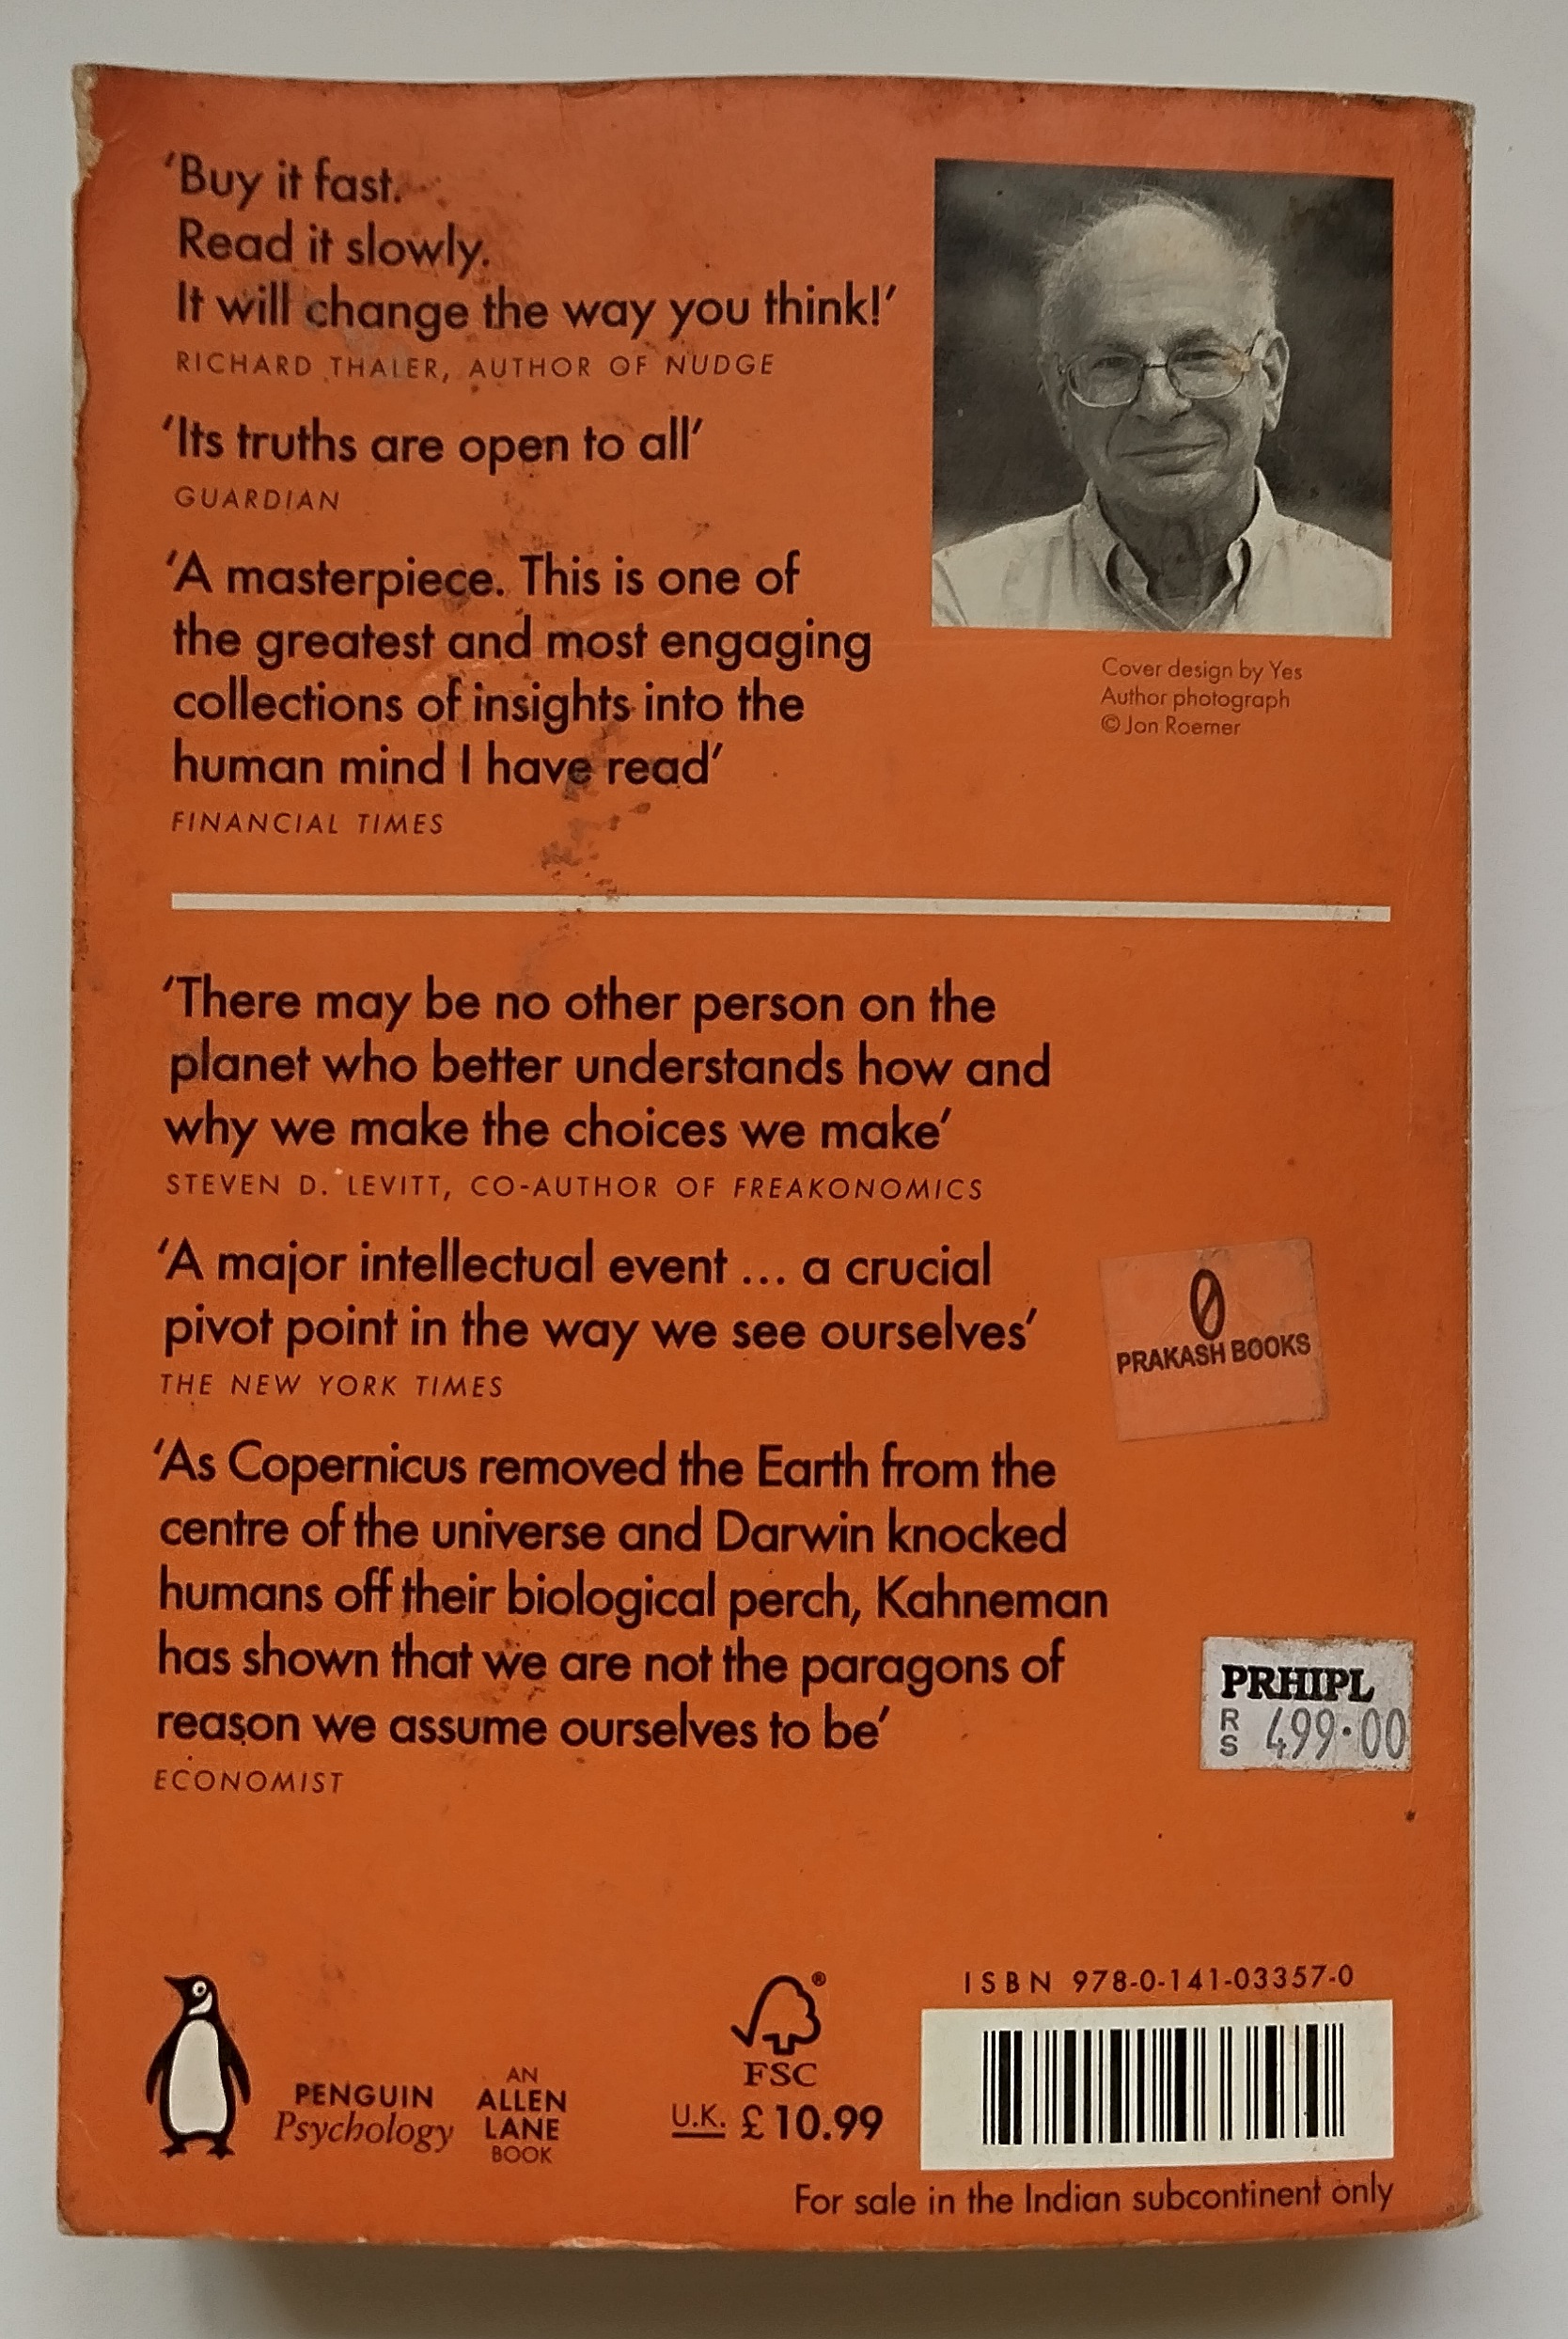 ‘Buy it fast.
Read it slowly.
It will change the way you think!’
RICHARD THALER, AUTHOR OF NUDGE
‘Its truths are open to all’
GUARDIAN
‘A masterpiece. This is one of
the greatest and most engaging
collections of insights into the
human mind I have read’
FINANCIAL TIMES
Cover design by Yes
Author photograph
© Jon Roemer
‘There may be no other person on the
planet who better understands how and
why we make the choices we make’
STEVEN D. LEVITT, CO-AUTHOR OF FREAKONOMICS
‘A major intellectual event ... a crucial
pivot point in the way we see ourselves’
THE NEW YORK TIMES
PRAKASH BOOKS
‘As Copernicus removed the Earth from the
centre of the universe and Darwin knocked
humans off their biological perch, Kahneman
has shown that we are not the paragons of
reason we assume ourselves to be’
ECONOMIST
PRHIPL
RS 499.00
PENGUIN
Psychology
AN
ALLEN
LANE
BOOK
®
FSC
U.K. £10.99
ISBN 978-0-141-03357-0
For sale in the Indian subcontinent only